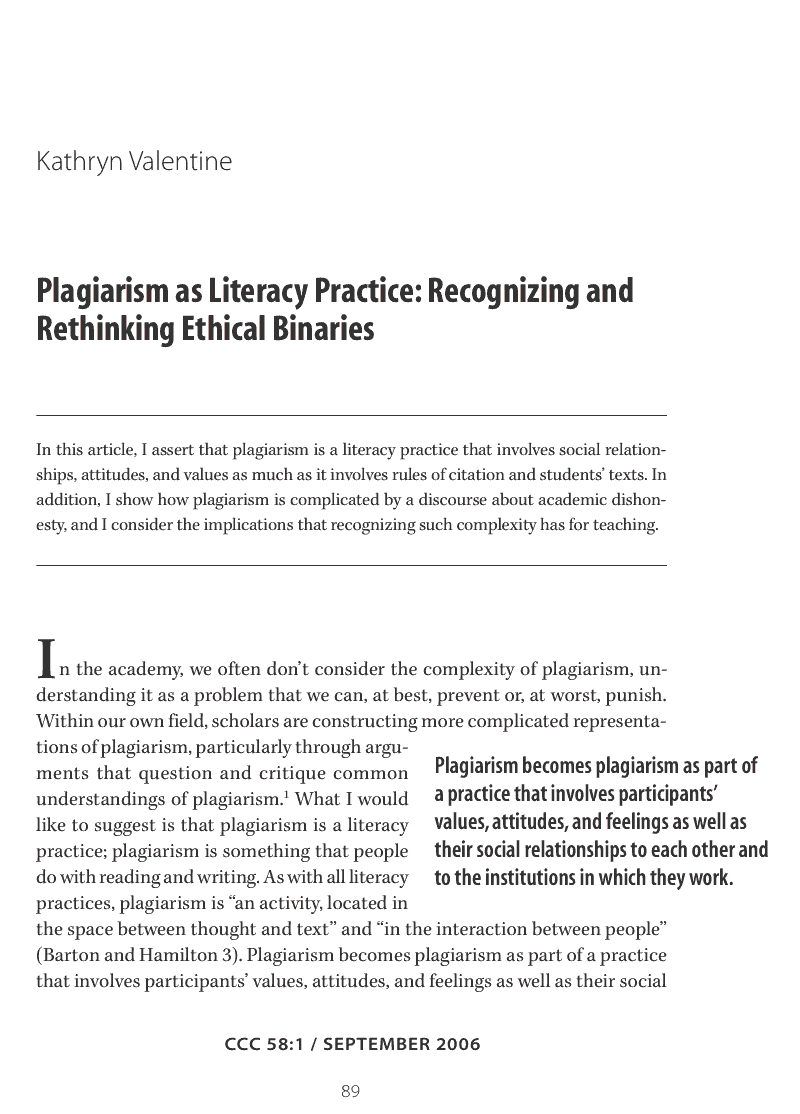 Kathryn Valentine
Plagiarism as Literacy Practice: Recognizing and
Rethinking Ethical Binaries
In this article, I assert that plagiarism is a literacy practice that involves social relation-
ships, attitudes, and values as much as it involves rules of citation and students’ texts. In
addition, I show how plagiarism is complicated by a discourse about academic dishon-
esty, and I consider the implications that recognizing such complexity has for teaching.
In the academy, we often don’t consider the complexity of plagiarism, un-
derstanding it as a problem that we can, at best, prevent or, at worst, punish.
Within our own field, scholars are constructing more complicated representa-
tions of plagiarism, particularly through argu-
ments that question and critique common
understandings of plagiarism.¹ What I would
like to suggest is that plagiarism is a literacy
practice; plagiarism is something that people
do with reading and writing. As with all literacy
practices, plagiarism is “an activity, located in
the space between thought and text” and “in the interaction between people”
(Barton and Hamilton 3). Plagiarism becomes plagiarism as part of a practice
that involves participants’ values, attitudes, and feelings as well as their social
Plagiarism becomes plagiarism as part of
a practice that involves participants’
values, attitudes, and feelings as well as
their social relationships to each other and
to the institutions in which they work.
CCC 58:1 / SEPTEMBER 2006
89